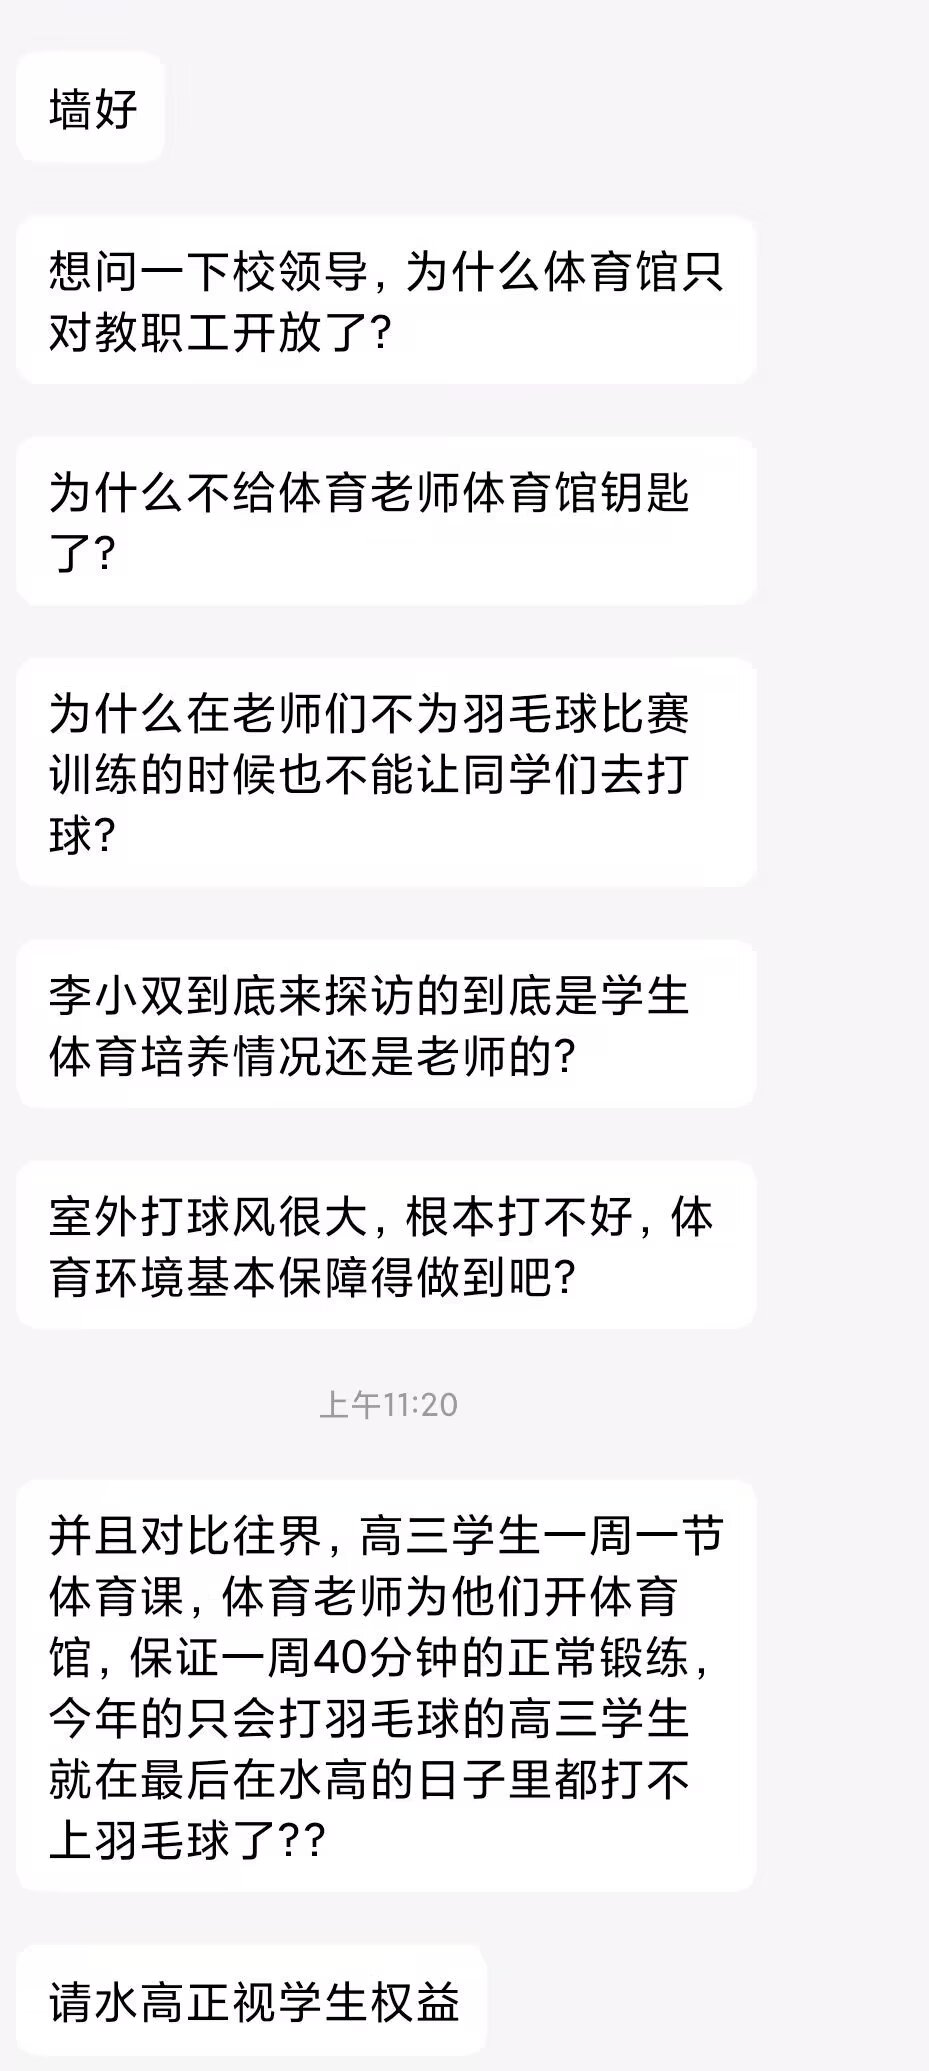 墙好
想问一下校领导，为什么体育馆只
对教职工开放了？
为什么不给体育老师体育馆钥匙
了？
为什么在老师们不为羽毛球比赛
训练的时候也不能让同学们去打
球？
李小双到底来探访的到底是学生
体育培养情况还是老师的？
室外打球风很大，根本打不好，体
育环境基本保障得做到吧？
上午11:20
并且对比往界，高三学生一周一节
体育课，体育老师为他们开体育
馆，保证一周40分钟的正常锻练，
今年的只会打羽毛球的高三学生
就在最后在水高的日子里都打不
上羽毛球了？？
请水高正视学生权益